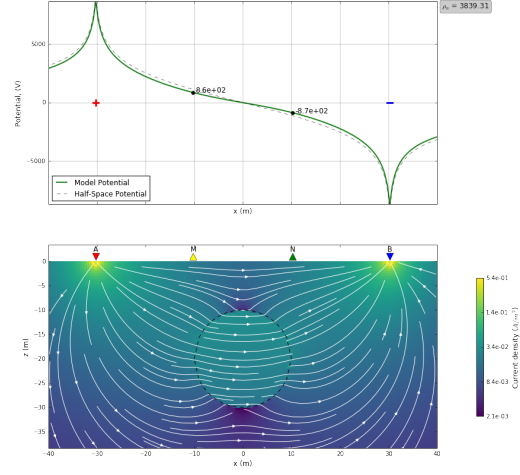 ρₐ = 3839.31
5000
0
−5000
Potential, (V)
+
8.6e+02
-8.7e+02
−
Model Potential
Half-Space Potential
x (m)
A
M
N
B
0
−5
−10
−15
−20
−25
−30
−35
z (m)
−40
−30
−20
−10
0
10
20
30
40
x (m)
5.4e-01
1.4e-01
3.4e-02
8.6e-03
2.1e-03
Current density (A/m²)